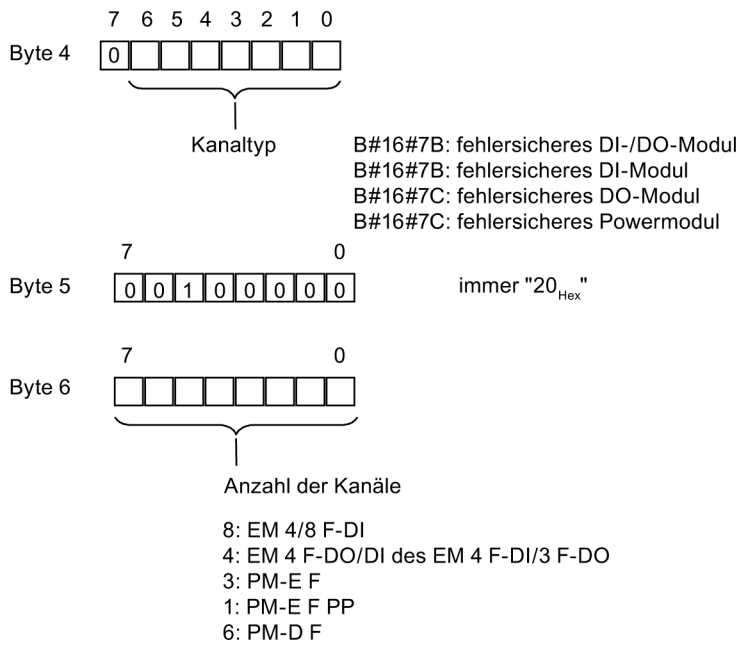 7 6 5 4 3 2 1 0
Byte 4 0
Kanaltyp
B#16#7B: fehlersicheres DI-/DO-Modul
B#16#7B: fehlersicheres DI-Modul
B#16#7C: fehlersicheres DO-Modul
B#16#7C: fehlersicheres Powermodul
7 0
Byte 5 0 0 1 0 0 0 0 0 immer "20Hex"
7 0
Byte 6
Anzahl der Kanäle
8: EM 4/8 F-DI
4: EM 4 F-DO/DI des EM 4 F-DI/3 F-DO
3: PM-E F
1: PM-E F PP
6: PM-D F